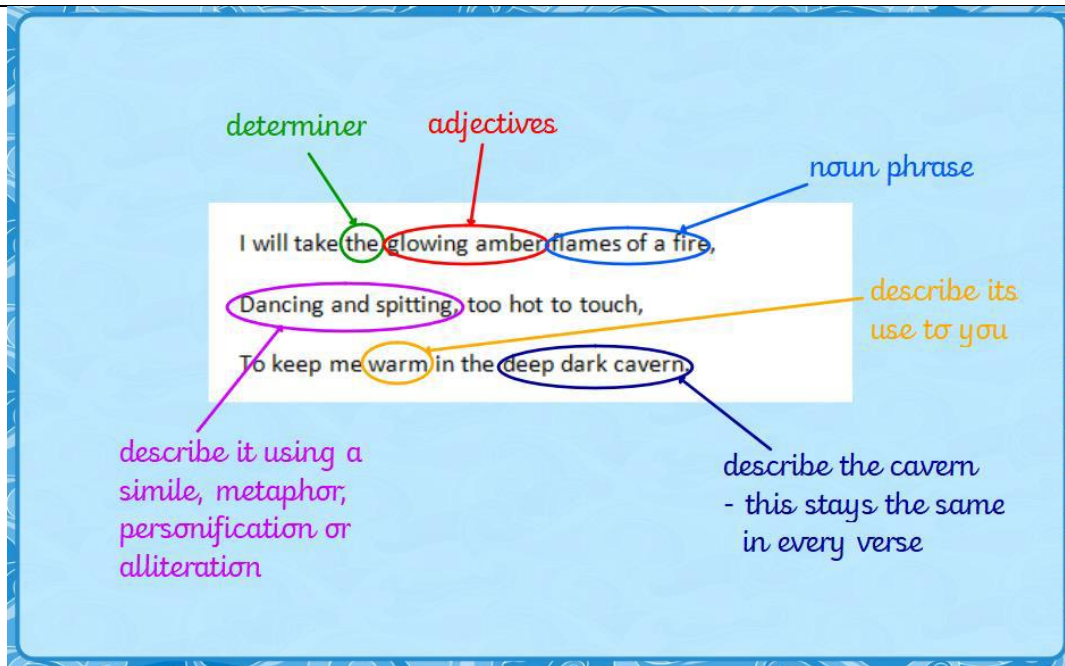 determiner
adjectives
noun phrase
I will take the glowing amber flames of a fire,
Dancing and spitting, too hot to touch,
To keep me warm in the deep dark cavern.
describe its
use to you
describe it using a
simile, metaphor,
personification or
alliteration
describe the cavern
- this stays the same
in every verse